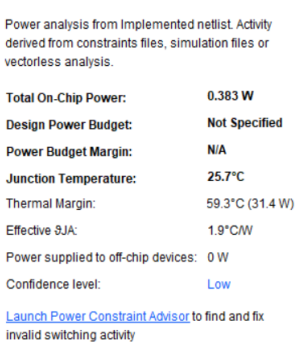 Power analysis from Implemented netlist. Activity
derived from constraints files, simulation files or
vectorless analysis.
Total On-Chip Power: 0.383 W
Design Power Budget: Not Specified
Power Budget Margin: N/A
Junction Temperature: 25.7°C
Thermal Margin: 59.3°C (31.4 W)
Effective ϑJA: 1.9°C/W
Power supplied to off-chip devices: 0 W
Confidence level: Low
Launch Power Constraint Advisor to find and fix
invalid switching activity